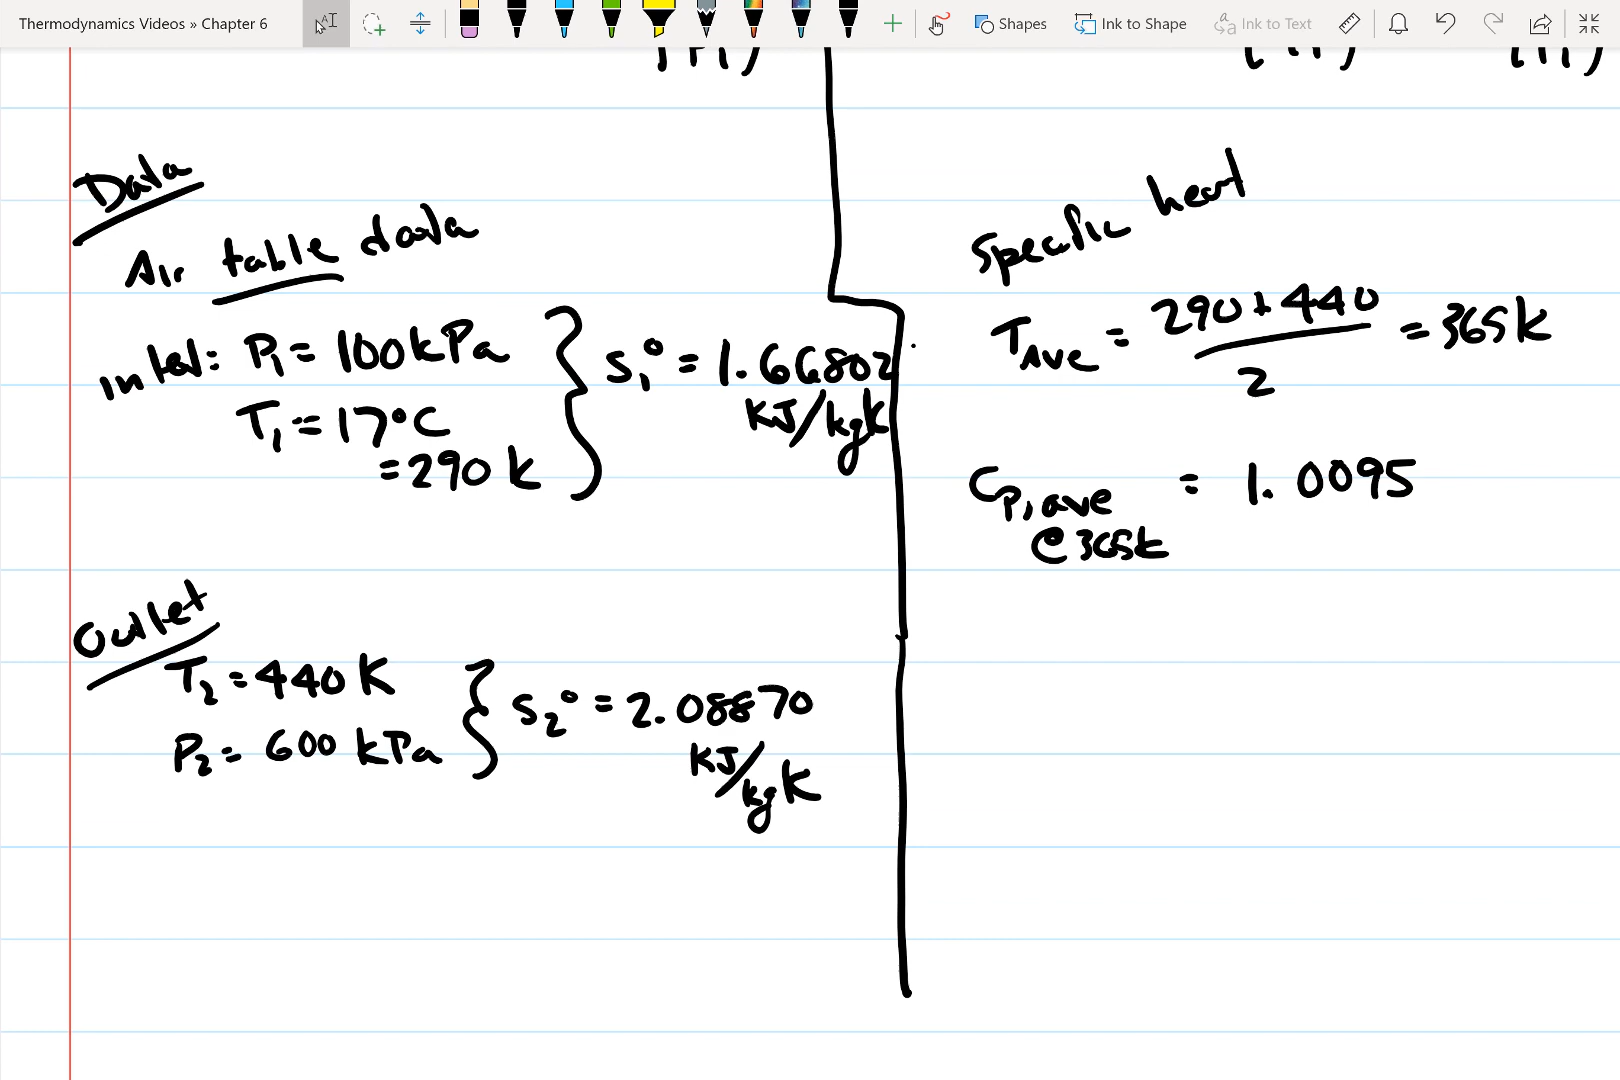 Thermodynamics Videos » Chapter 6
Shapes
Ink to Shape
Ink to Text
Data
Air table data
inlet: P₁ = 100kPa
T₁ = 17°C
= 290 k
s₁° = 1.66802
KJ/kgK
Outlet
T₂ = 440 K
P₂ = 600 kPa
s₂° = 2.08870
KJ/kgK
Specific heat
TAve = 290+440 / 2 = 365k
CP,ave = 1.0095
@365k